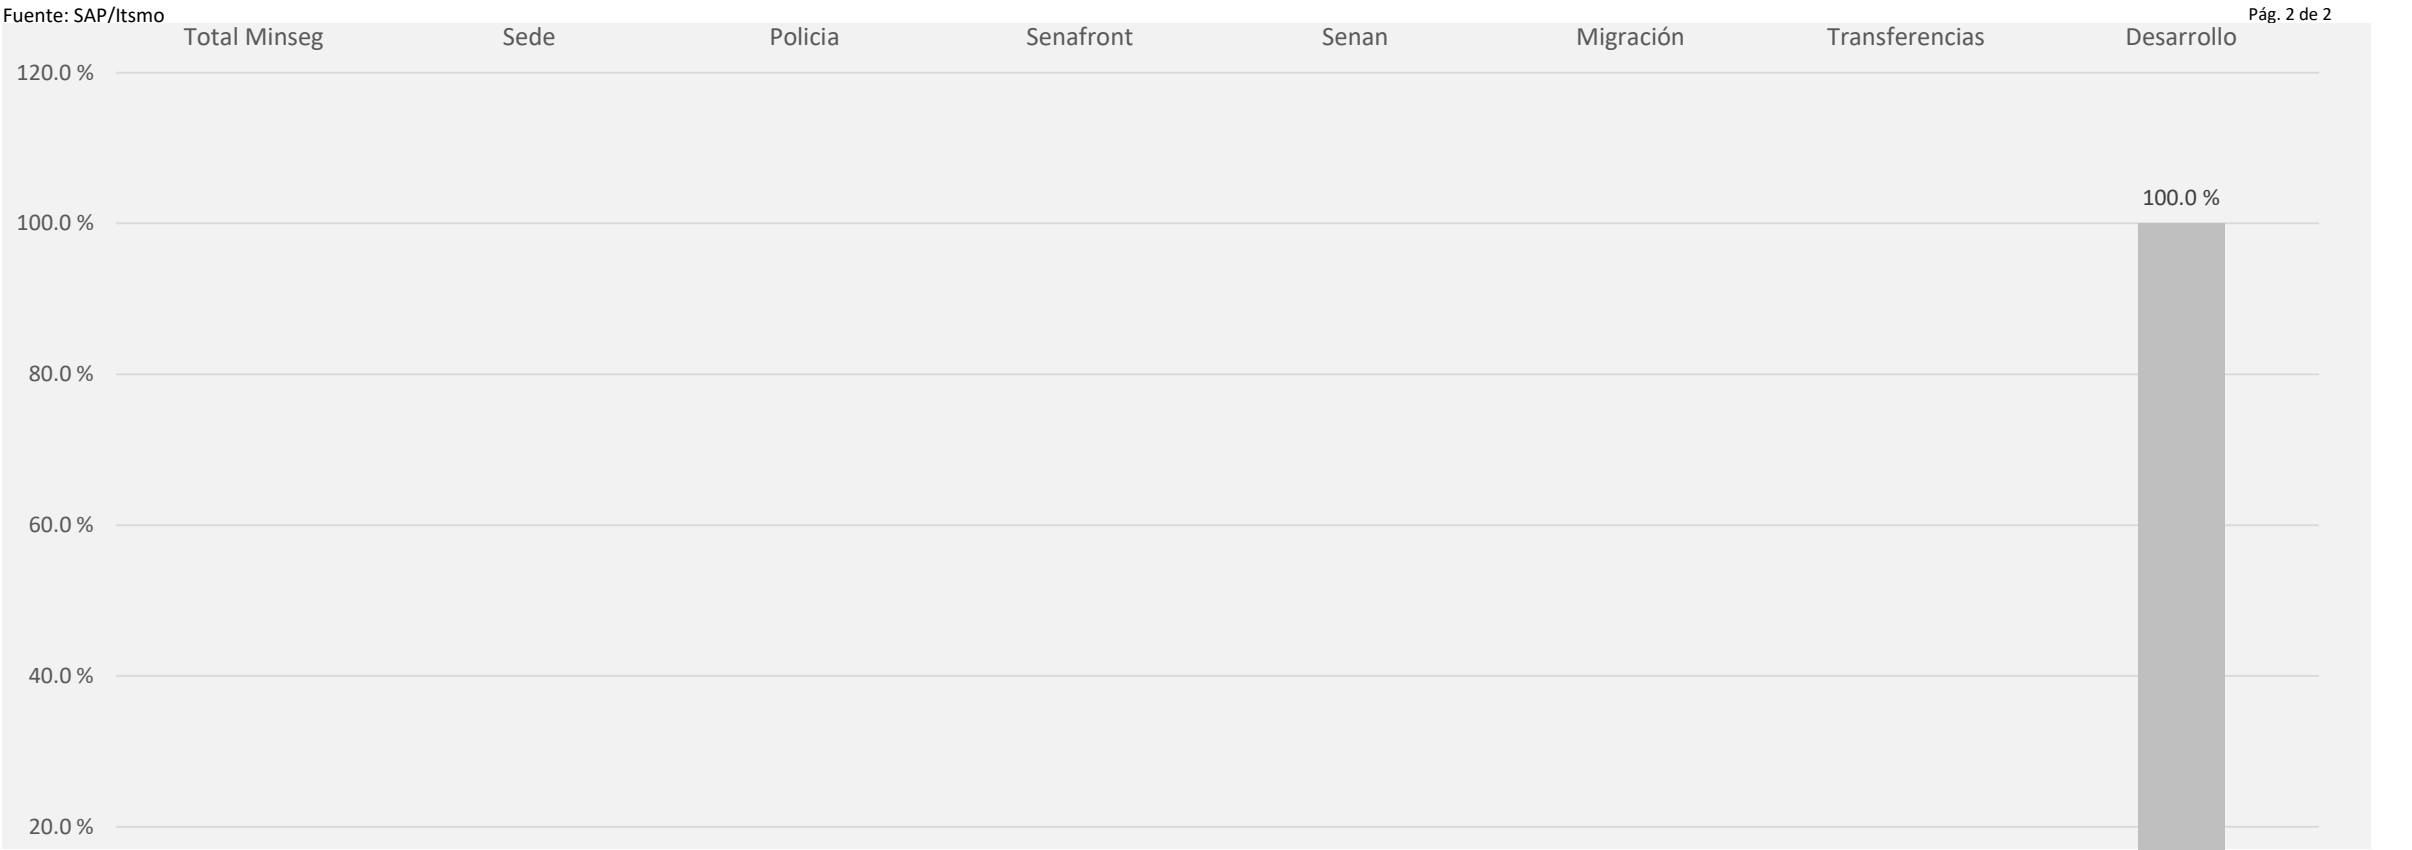 Fuente: SAP/Itsmo
Pág. 2 de 2
Total Minseg Sede Policia Senafront Senan Migración Transferencias Desarrollo
120.0 %
100.0 %
100.0 %
80.0 %
60.0 %
40.0 %
20.0 %